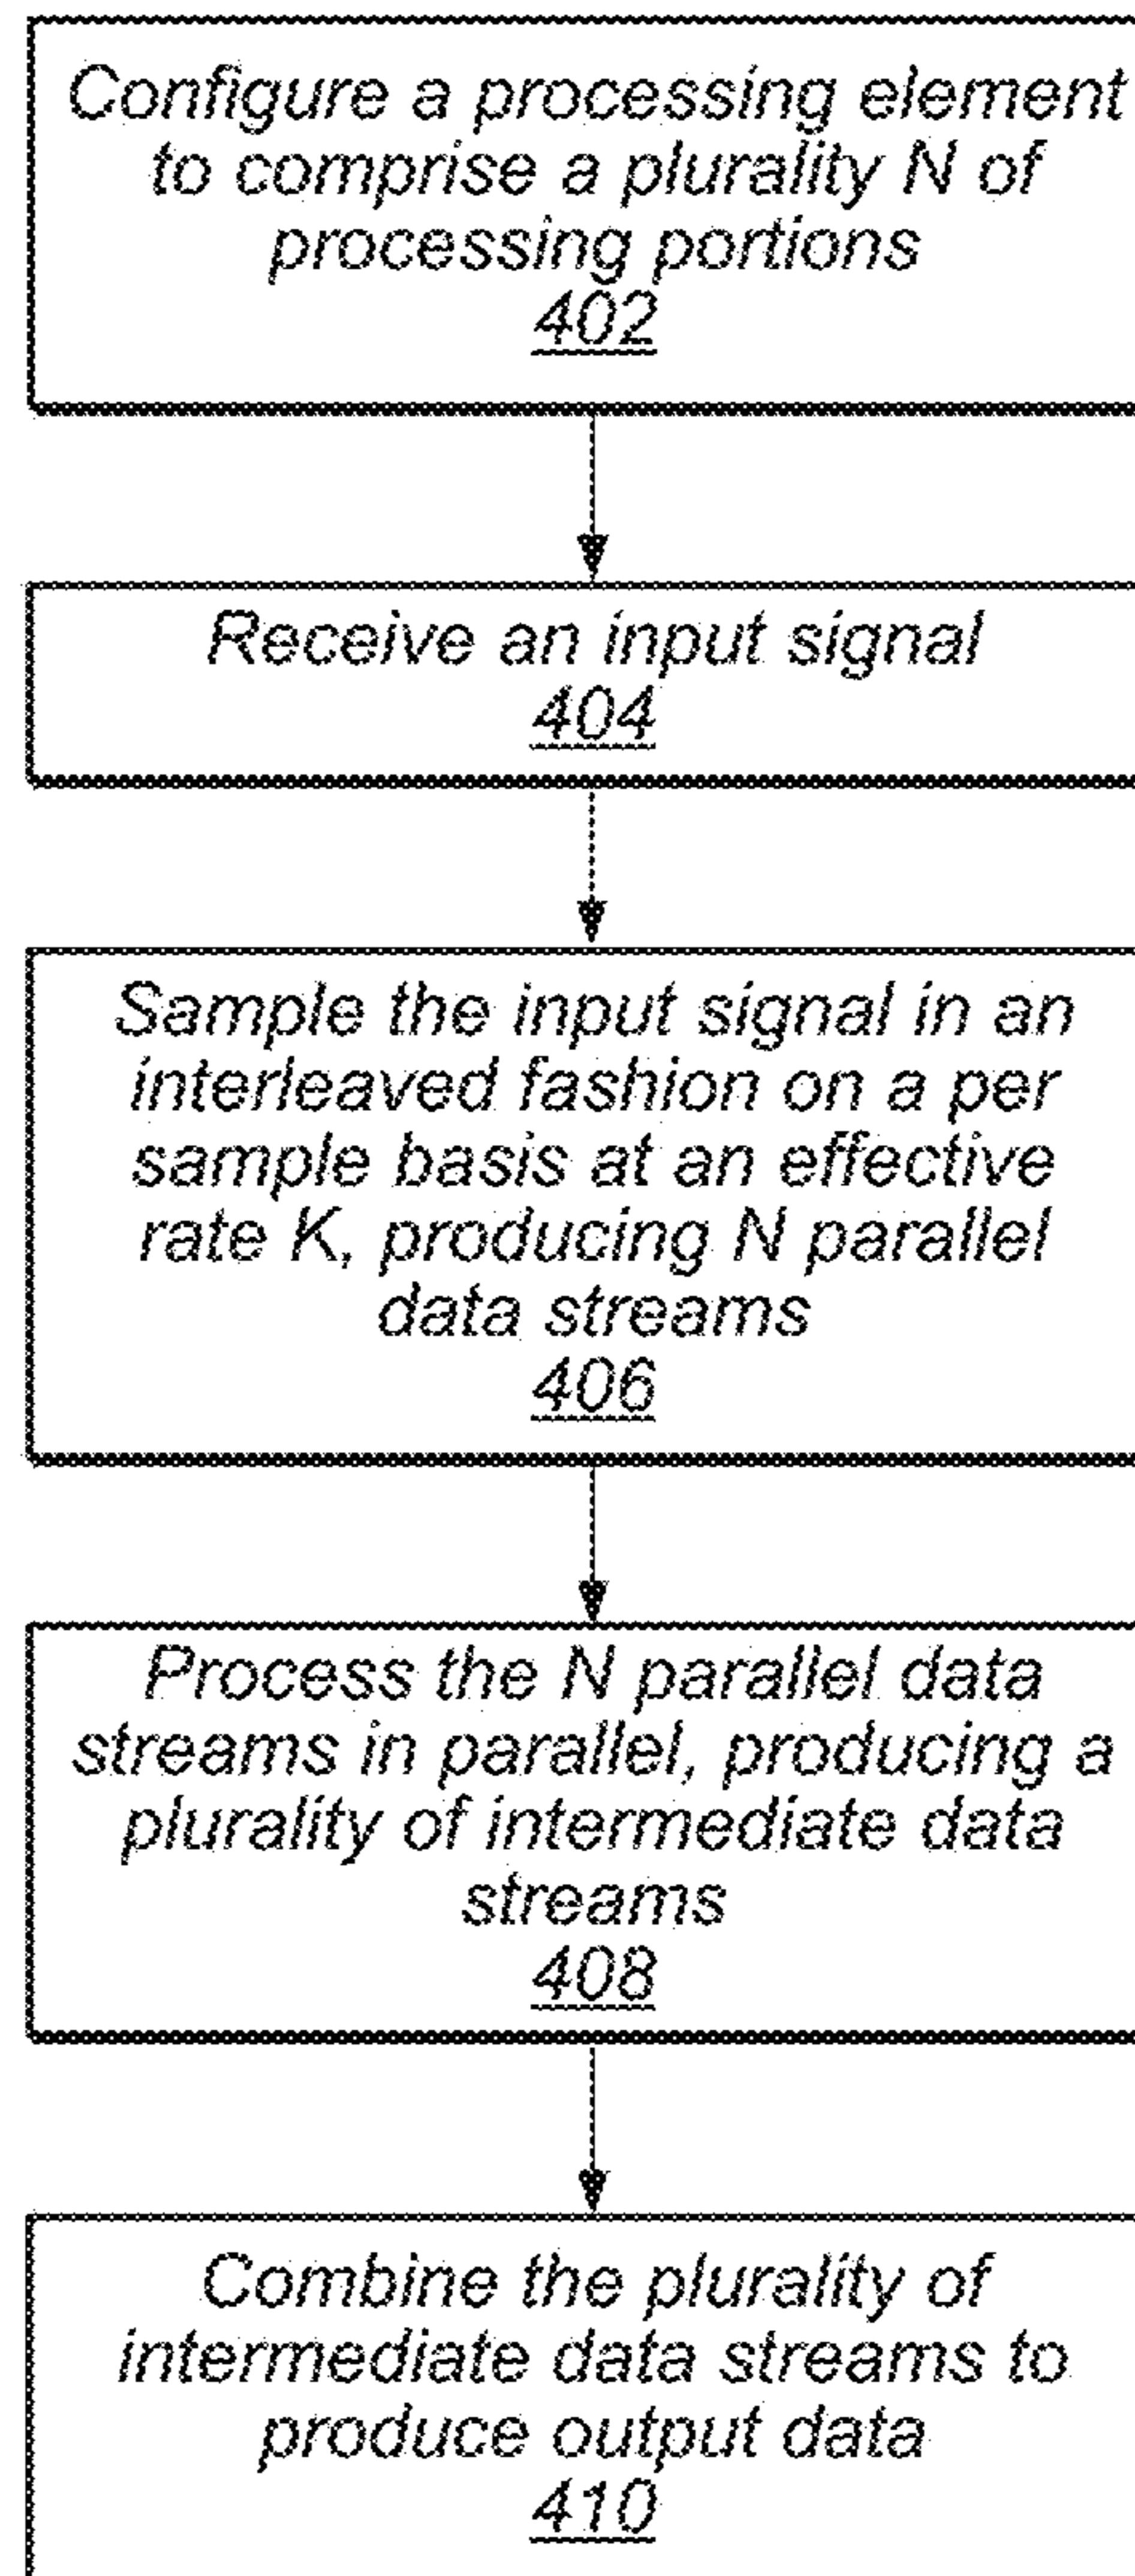 Configure a processing element
to comprise a plurality N of
processing portions
402
Receive an input signal
404
Sample the input signal in an
interleaved fashion on a per
sample basis at an effective
rate K, producing N parallel
data streams
406
Process the N parallel data
streams in parallel, producing a
plurality of intermediate data
streams
408
Combine the plurality of
intermediate data streams to
produce output data
410